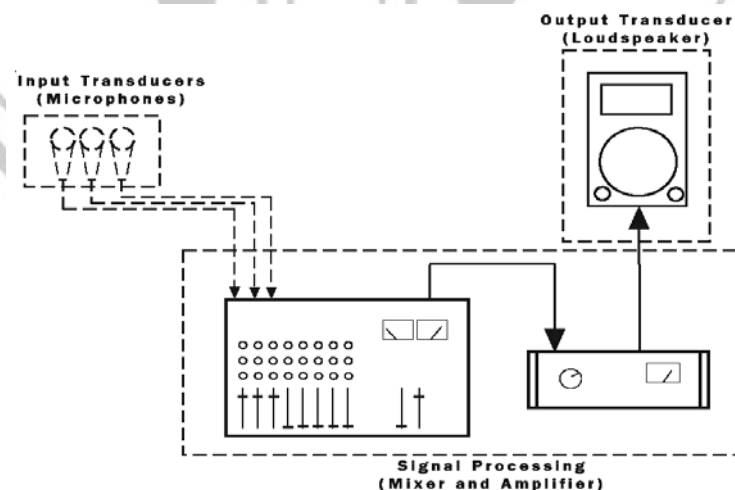 Output Transducer
(Loudspeaker)
Input Transducers
(Microphones)
Signal Processing
(Mixer and Amplifier)